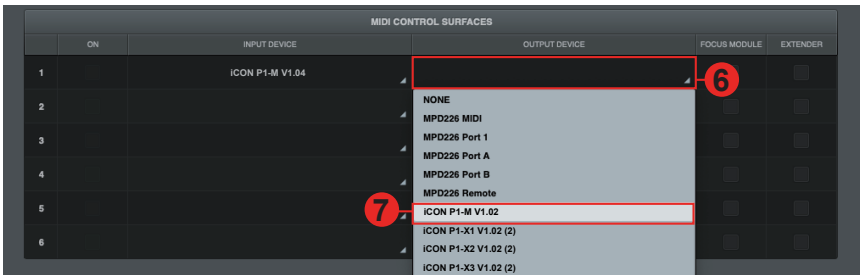 MIDI CONTROL SURFACES
ON INPUT DEVICE OUTPUT DEVICE FOCUS MODULE EXTENDER
1 iCON P1-M V1.04
6
NONE
2
MPD226 MIDI
MPD226 Port 1
3
MPD226 Port A
4
MPD226 Port B
MPD226 Remote
5
7
iCON P1-M V1.02
iCON P1-X1 V1.02 (2)
6
iCON P1-X2 V1.02 (2)
iCON P1-X3 V1.02 (2)